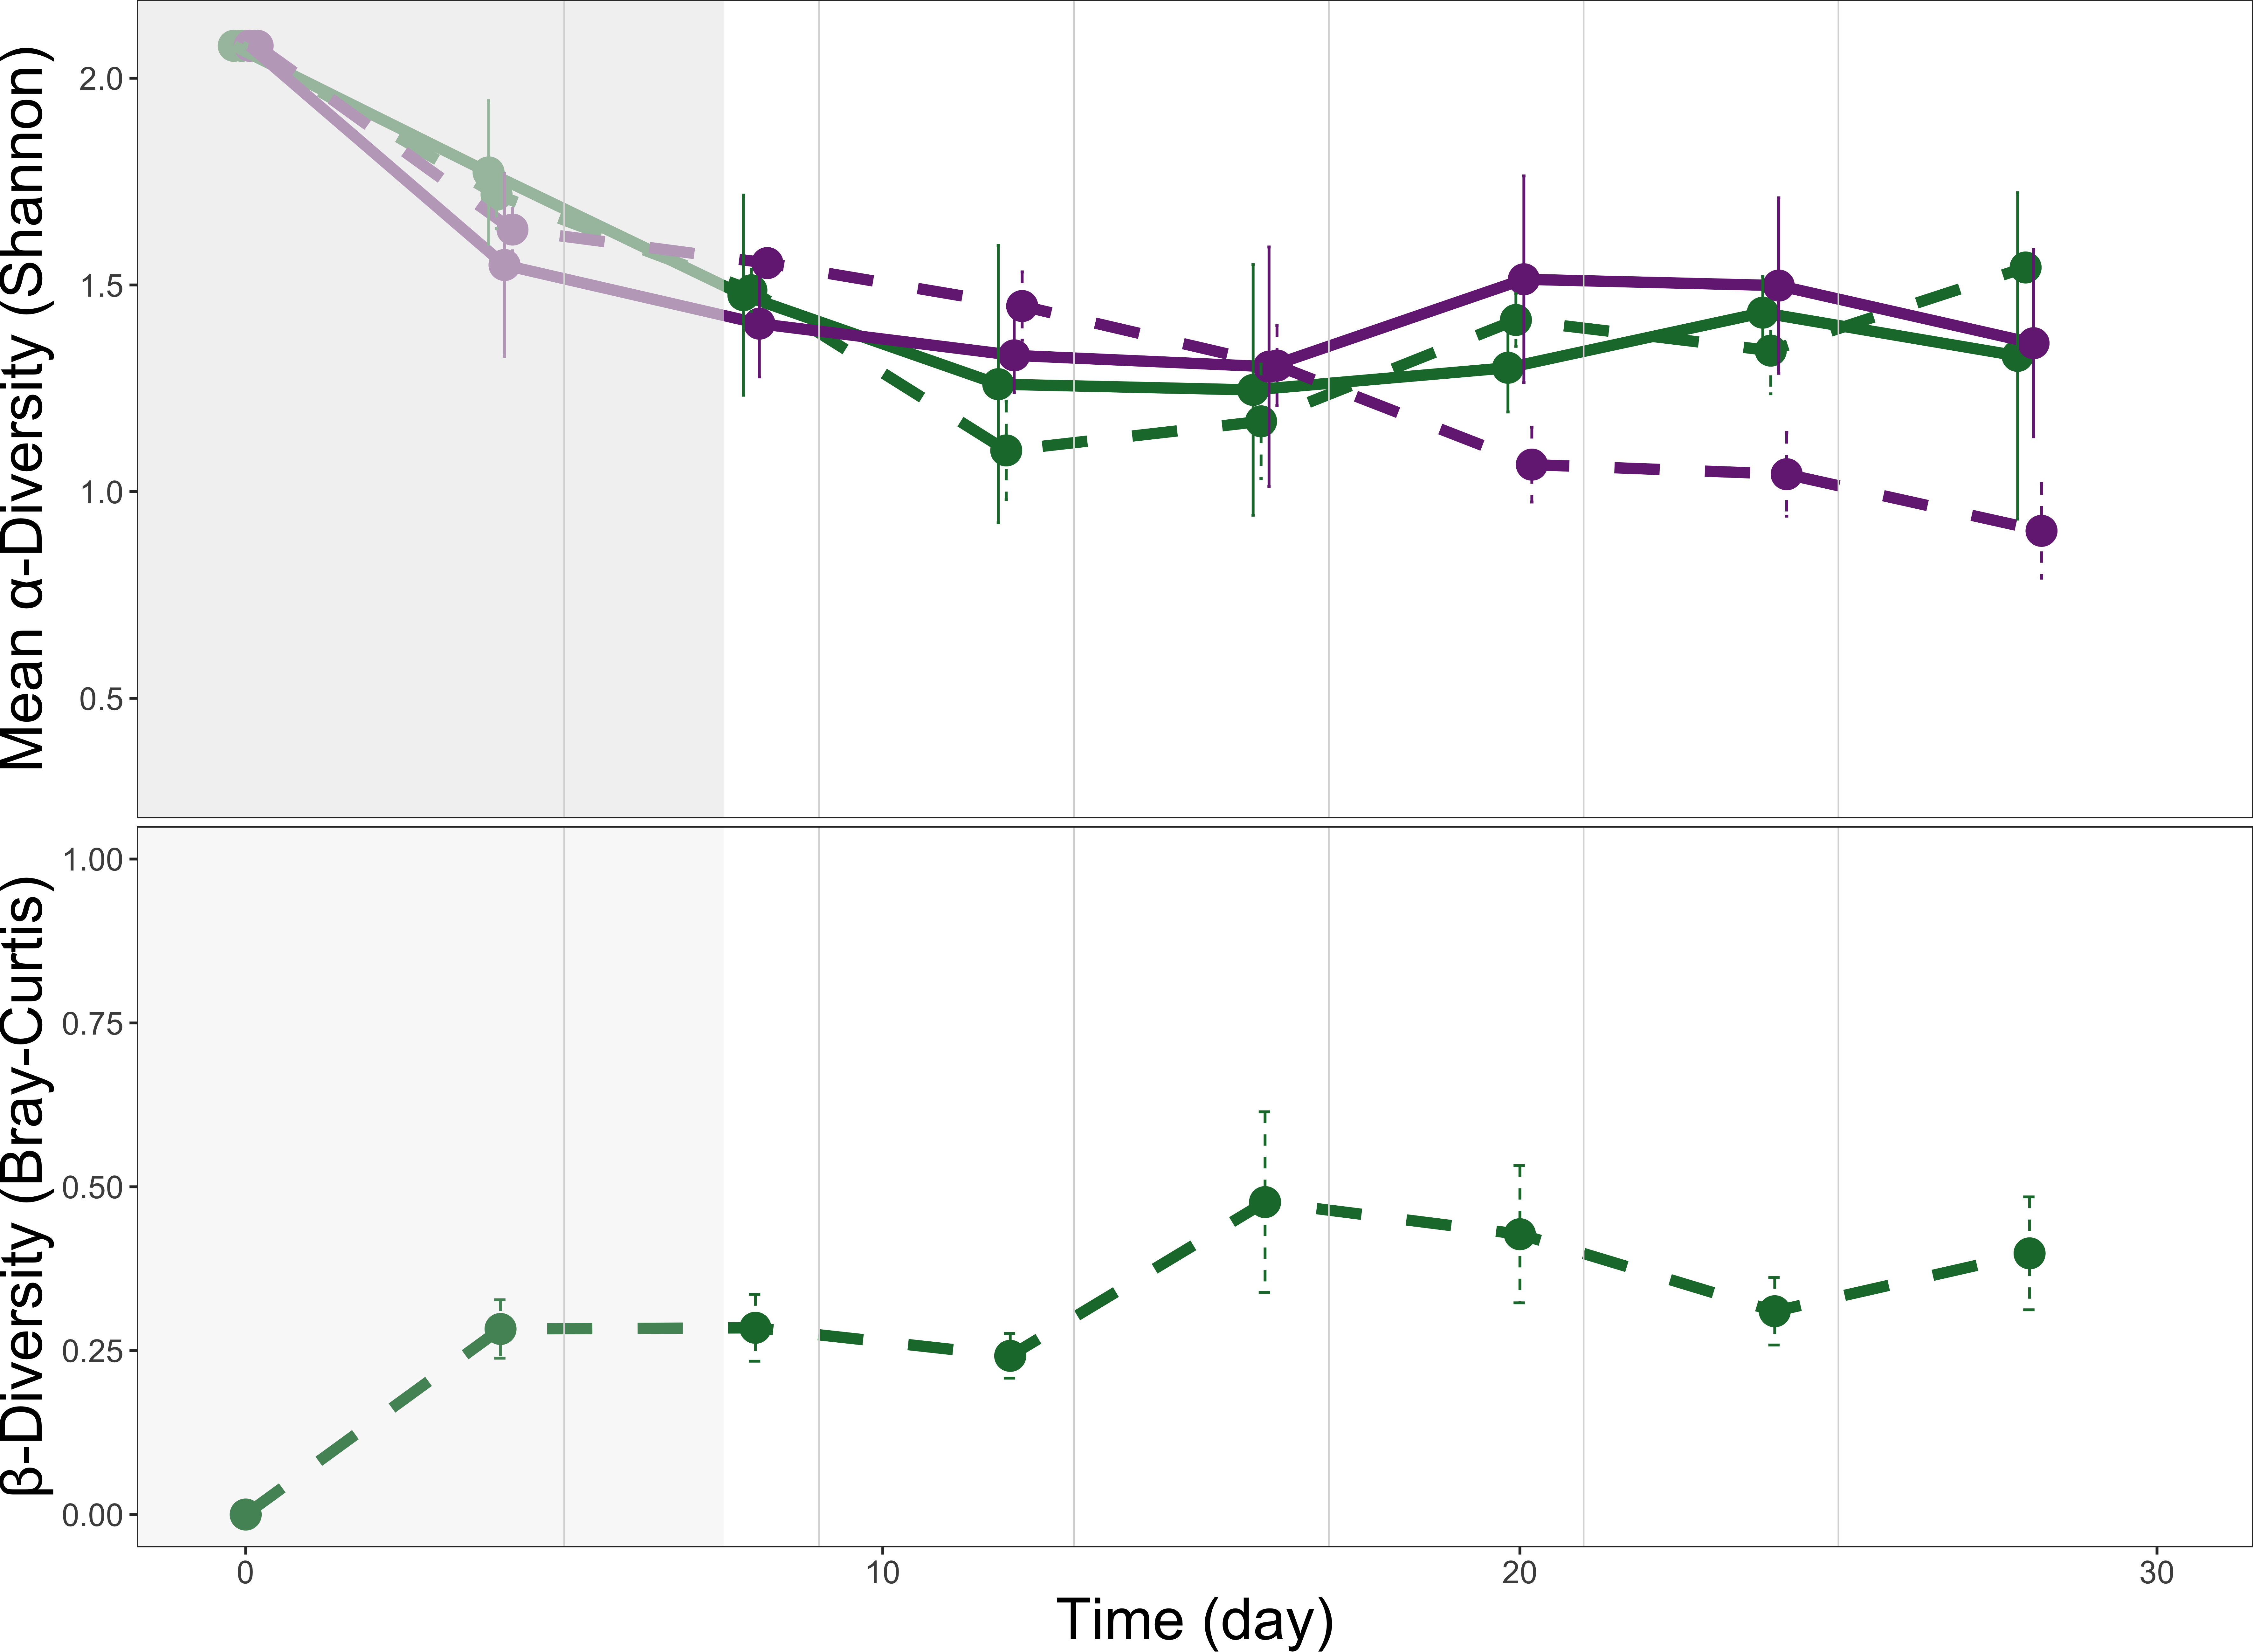 Mean α-Diversity (Shannon)
2.0
1.5
1.0
0.5
β-Diversity (Bray-Curtis)
1.00
0.75
0.50
0.25
0.00
0 10 20 30
Time (day)